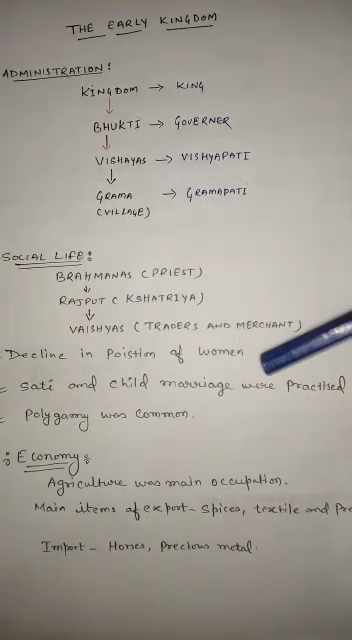 THE EARLY KINGDOM
ADMINISTRATION:
KINGDOM → KING
↓
BHUKTI → GOVERNER
↓
VISHAYAS → VISHYAPATI
↓
GRAMA → GRAMAPATI
(VILLAGE)
SOCIAL LIFE:
BRAHMANAS (PRIEST)
↓
RAJPUT (KSHATRIYA)
↓
VAISHYAS (TRADERS AND MERCHANT)
- Decline in Poistion of women
= Sati and child marriage were Practised
= Polygamy was common.
Economy:
Agriculture was main occupation.
Main items of export - Spices, textile and Pre
Import - Horses, Precious metal.